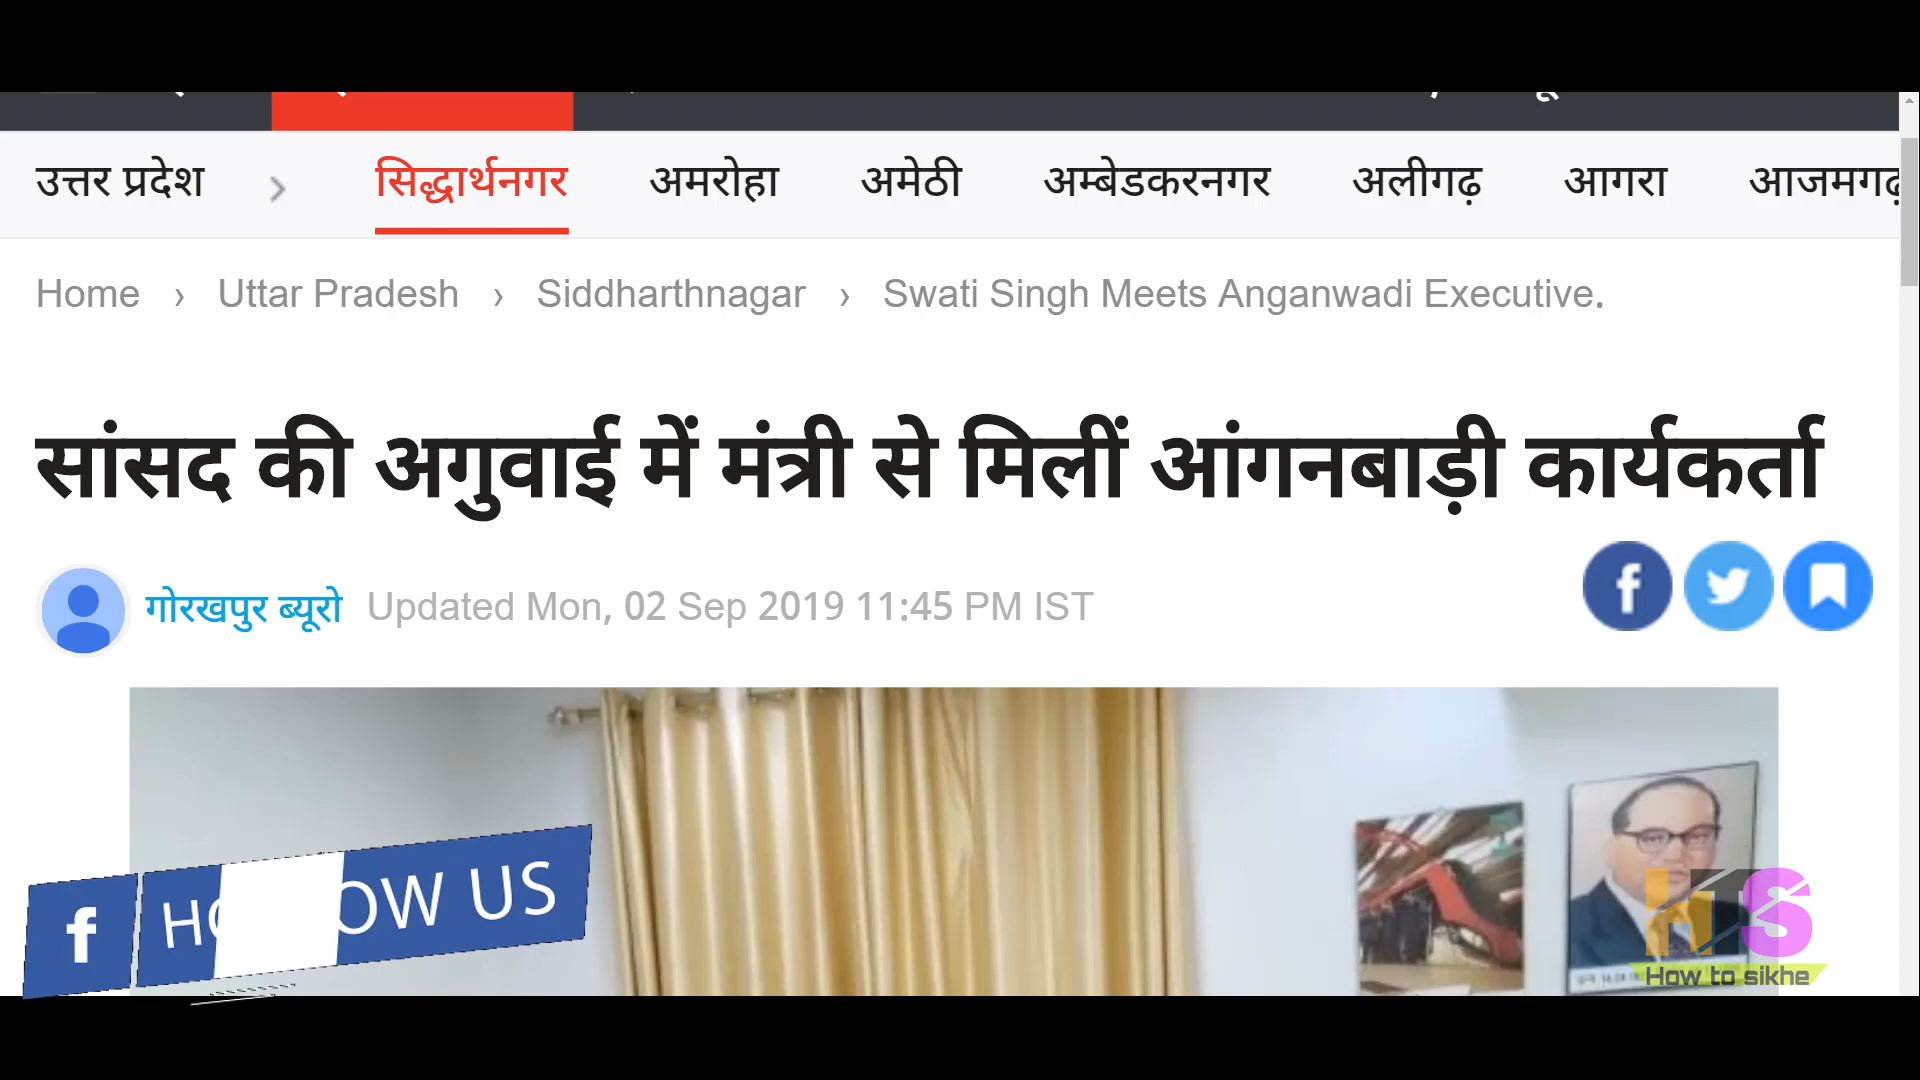 उत्तर प्रदेश › सिद्धार्थनगर अमरोहा अमेठी अम्बेडकरनगर अलीगढ़ आगरा आजमगढ़
Home › Uttar Pradesh › Siddharthnagar › Swati Singh Meets Anganwadi Executive.
सांसद की अगुवाई में मंत्री से मिलीं आंगनबाड़ी कार्यकर्ता
गोरखपुर ब्यूरो Updated Mon, 02 Sep 2019 11:45 PM IST
f OW US
HTS
How to sikhe